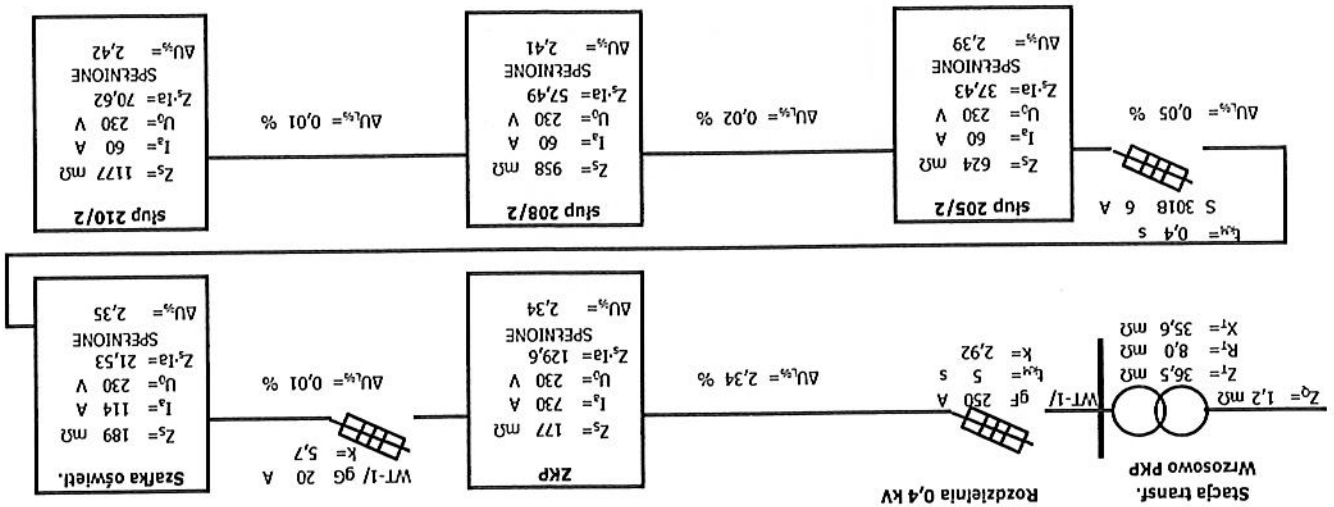 Stacja transf.
Wrzosowo PKP
Z_Q= 1,2 mΩ
Z_T= 36,5 mΩ
R_T= 8,0 mΩ
X_T= 35,6 mΩ
Rozdzielnia 0,4 kV
WT-1/ gF 250 A
t_k,M= 5 s
k= 2,92
ΔU_L%= 2,34 %
ZKP
Z_S= 177 mΩ
I_a= 730 A
U_0= 230 V
Z_S·Ia= 129,6
SPEŁNIONE
ΔU_%= 2,34
WT-1/ gG 20 A
k= 5,7
ΔU_L%= 0,01 %
Szafka oświetl.
Z_S= 189 mΩ
I_a= 114 A
U_0= 230 V
Z_S·Ia= 21,53
SPEŁNIONE
ΔU_%= 2,35
t_k,M= 0,4 s
S 301B 6 A
ΔU_L%= 0,05 %
słup 205/2
Z_S= 624 mΩ
I_a= 60 A
U_0= 230 V
Z_S·Ia= 37,43
SPEŁNIONE
ΔU_%= 2,39
ΔU_L%= 0,02 %
słup 208/2
Z_S= 958 mΩ
I_a= 60 A
U_0= 230 V
Z_S·Ia= 57,49
SPEŁNIONE
ΔU_%= 2,41
ΔU_L%= 0,01 %
słup 210/2
Z_S= 1177 mΩ
I_a= 60 A
U_0= 230 V
Z_S·Ia= 70,62
SPEŁNIONE
ΔU_%= 2,42